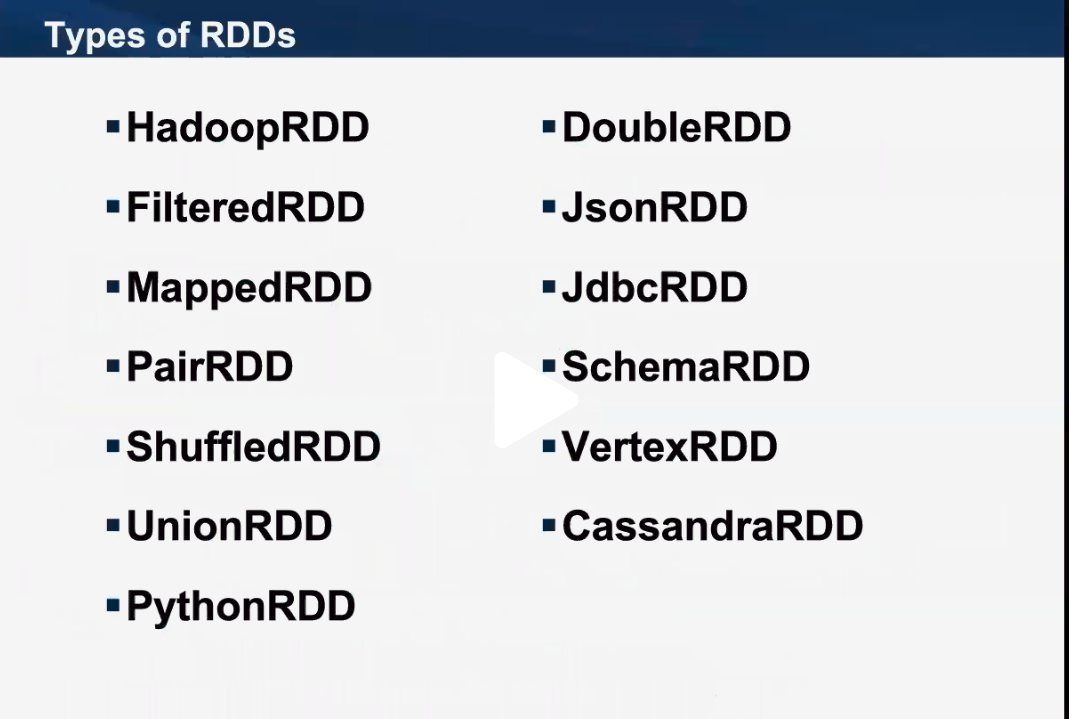 Types of RDDs
▪HadoopRDD
▪FilteredRDD
▪MappedRDD
▪PairRDD
▪ShuffledRDD
▪UnionRDD
▪PythonRDD
▪DoubleRDD
▪JsonRDD
▪JdbcRDD
▪SchemaRDD
▪VertexRDD
▪CassandraRDD